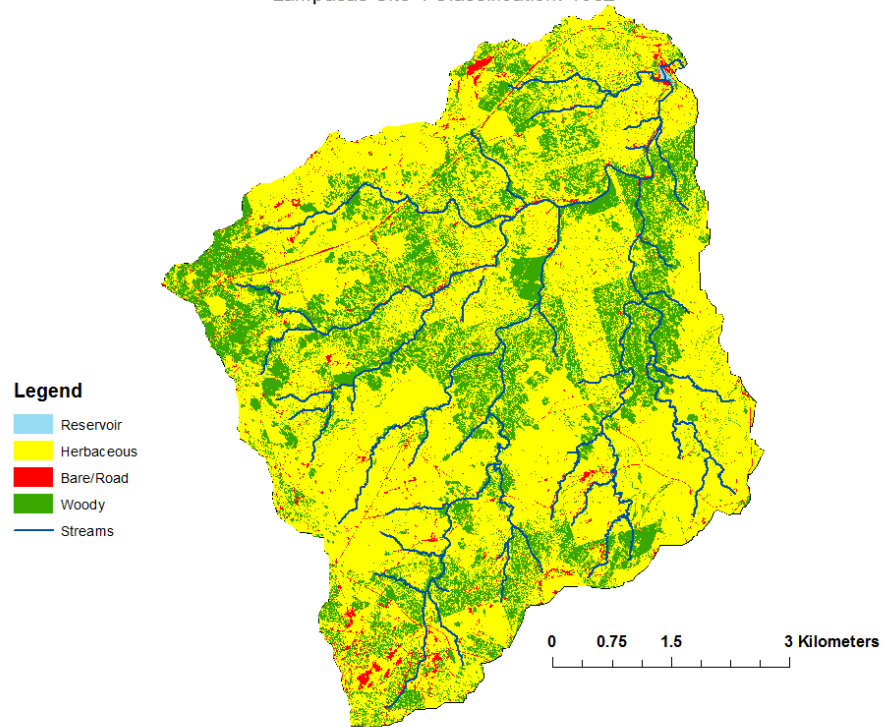 Legend
Reservoir
Herbaceous
Bare/Road
Woody
Streams
0 0.75 1.5 3 Kilometers